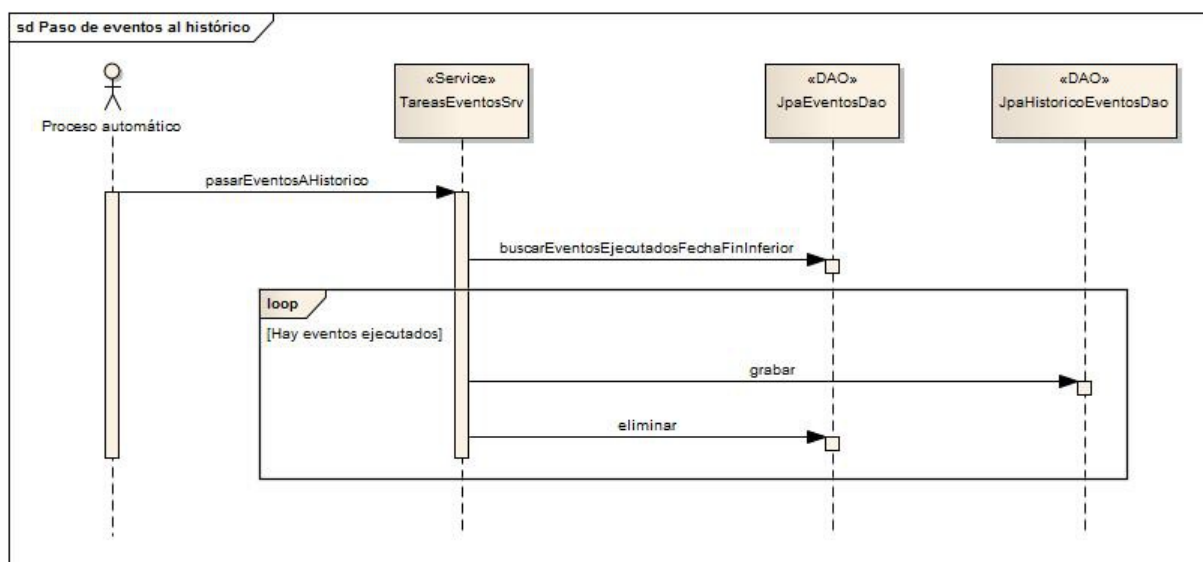 sd Paso de eventos al histórico
«Service»
TareasEventosSrv
«DAO»
JpaEventosDao
«DAO»
JpaHistoricoEventosDao
Proceso automático
pasarEventosAHistorico
buscarEventosEjecutadosFechaFinInferior
loop
[Hay eventos ejecutados]
grabar
eliminar